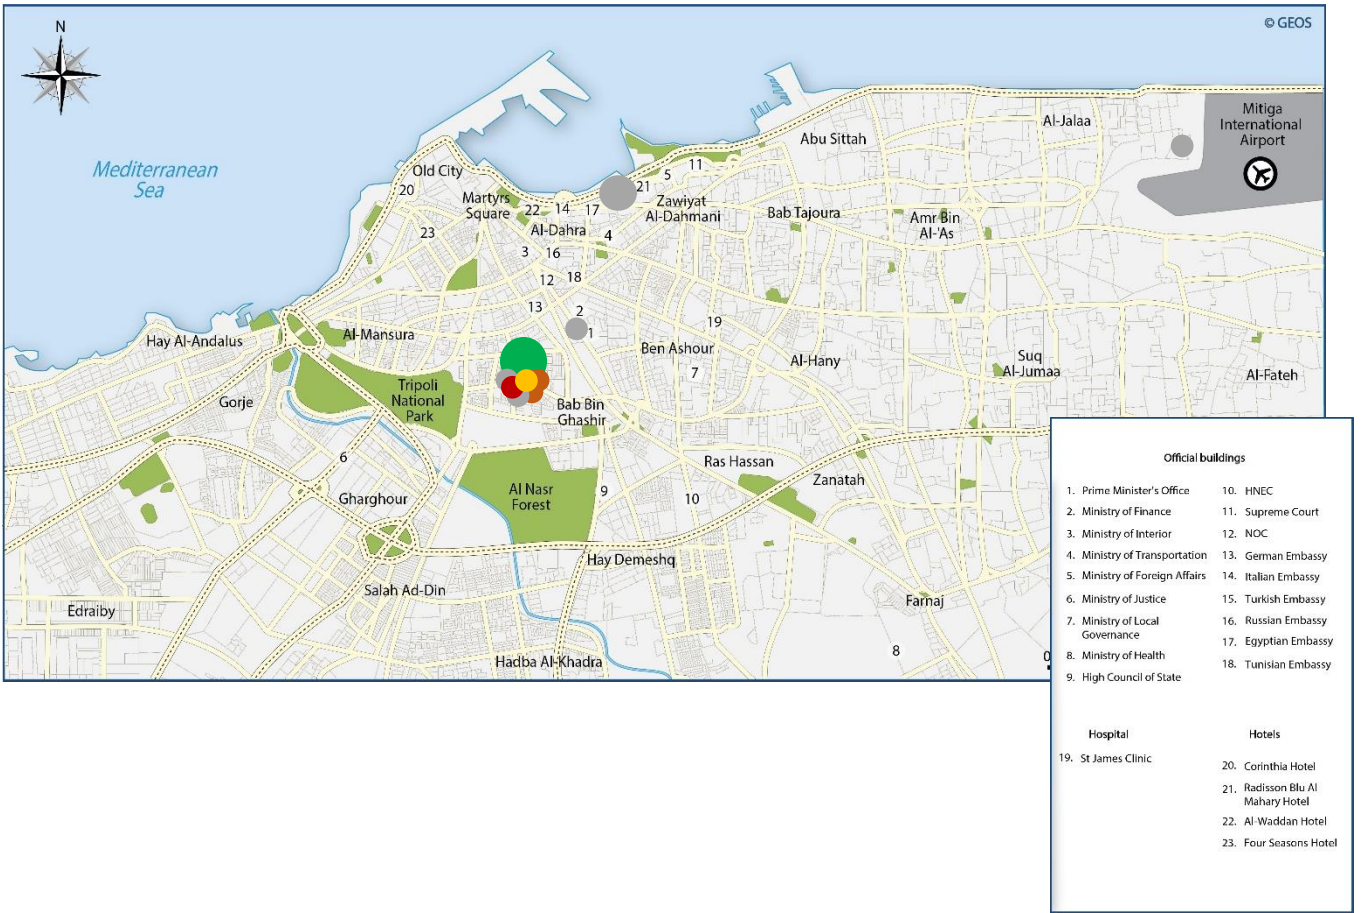 © GEOS
N
Mitiga
International
Airport
Al-Jalaa
Abu Sittah
Mediterranean
Sea
Old City
20
11
5
21
Martyrs
Square
22
14
17
Zawiyat
Al-Dahmani
Bab Tajoura
Amr Bin
Al-'As
23
Al-Dahra
4
3
16
12
18
13
2
1
19
Hay Al-Andalus
Al-Mansura
Ben Ashour
Al-Hany
Suq
Al-Jumaa
Al-Fateh
7
Tripoli
National
Park
Gorje
Bab Bin
Ghashir
6
Ras Hassan
Zanatah
Gharghour
Al Nasr
Forest
9
10
Hay Demeshq
Salah Ad-Din
Farnaj
Edraiby
8
Hadba Al-Khadra
0
Official buildings
1. Prime Minister's Office
2. Ministry of Finance
3. Ministry of Interior
4. Ministry of Transportation
5. Ministry of Foreign Affairs
6. Ministry of Justice
7. Ministry of Local
Governance
8. Ministry of Health
9. High Council of State
10. HNEC
11. Supreme Court
12. NOC
13. German Embassy
14. Italian Embassy
15. Turkish Embassy
16. Russian Embassy
17. Egyptian Embassy
18. Tunisian Embassy
Hospital
19. St James Clinic
Hotels
20. Corinthia Hotel
21. Radisson Blu Al
Mahary Hotel
22. Al-Waddan Hotel
23. Four Seasons Hotel